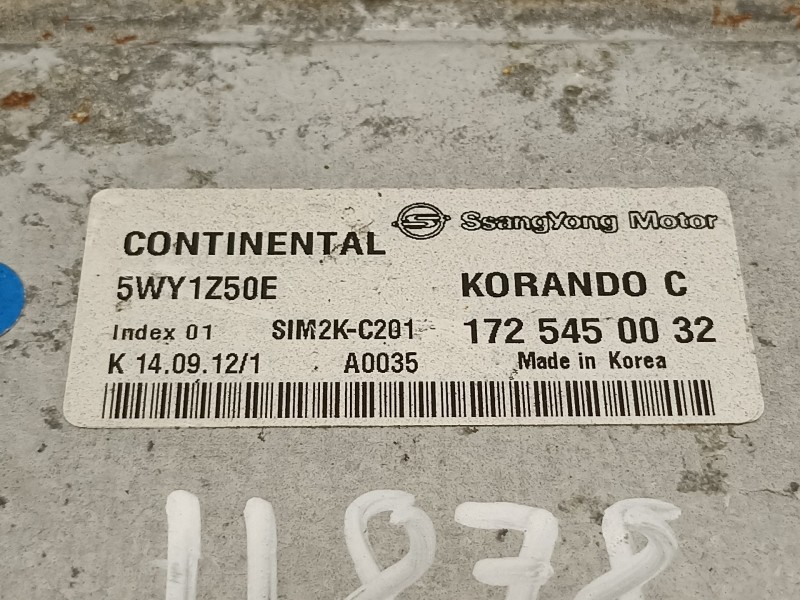 SsangYong Motor
CONTINENTAL
5WY1Z50E KORANDO C
Index 01 SIM2K-C201 172 545 00 32
K 14.09.12/1 A0035 Made in Korea
11878